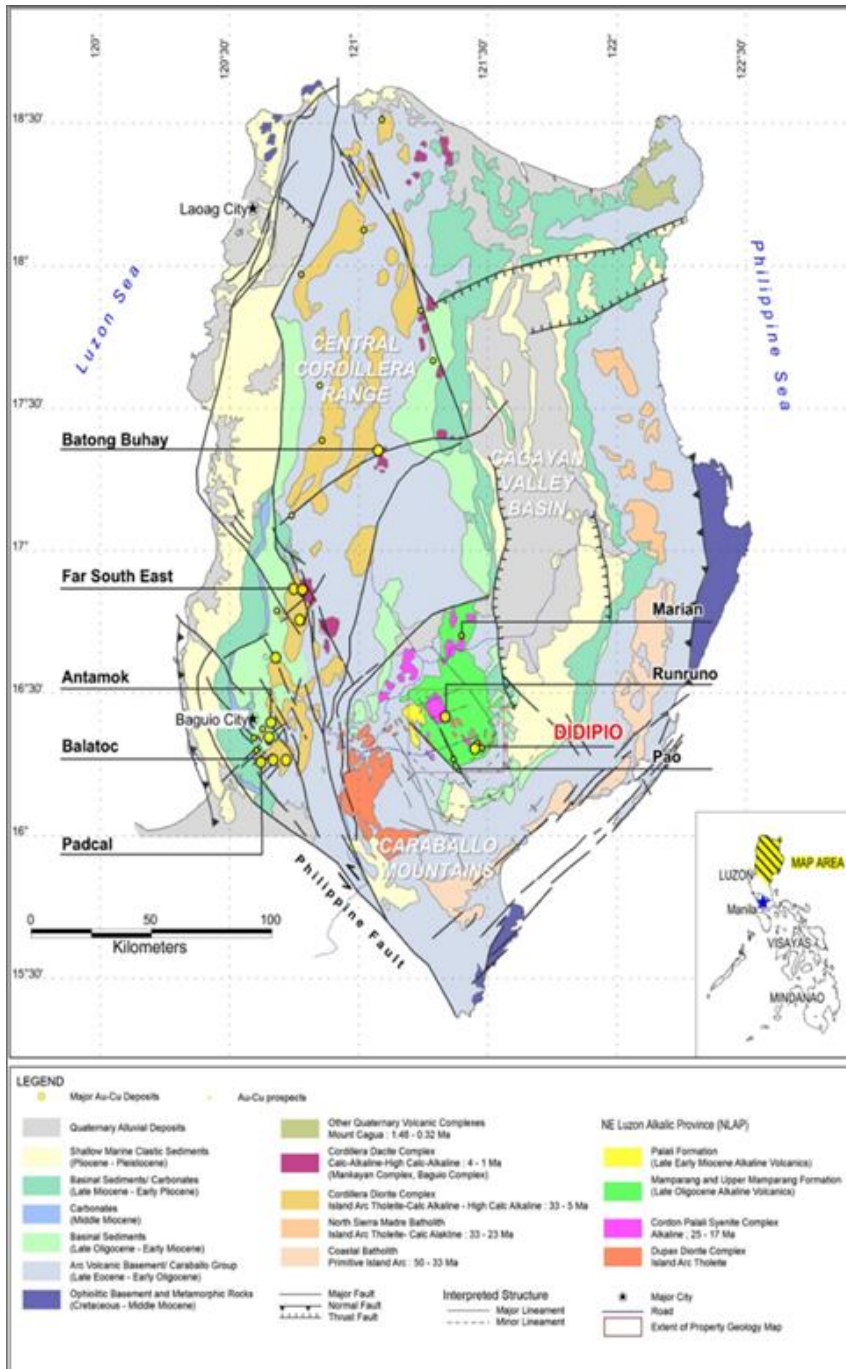 120°
120°30"
121°
121°30"
122°
122°30"
18°30"
Laoag City
18°
Luzon Sea
Philippine Sea
CENTRAL
CORDILLERA
RANGE
17°30"
Batong Buhay
CAGAYAN
VALLEY
BASIN
17°
Far South East
Marian
Runruno
16°30"
Antamok
Baguio City
DIDIPIO
Balatoc
Pao
16°
Padcal
CARABALLO
MOUNTAINS
Philippine Fault
0 50 100
Kilometers
15°30"
LUZON
MAP AREA
Manila
VISAYAS
MINDANAO
LEGEND
Major Au-Cu Deposits
Au-Cu prospects
Quaternary Alluvial Deposits
Shallow Marine Clastic Sediments
(Pliocene - Pleistocene)
Basinal Sediments/ Carbonates
(Late Miocene - Early Pliocene)
Carbonates
(Middle Miocene)
Basinal Sediments
(Late Oligocene - Early Miocene)
Arc Volcanic Basement/ Caraballo Group
(Late Eocene - Early Oligocene)
Ophiolitic Basement and Metamorphic Rocks
(Cretaceous - Middle Miocene)
Other Quaternary Volcanic Complexes
Mount Cagua : 1.48 - 0.32 Ma
Cordillera Dacite Complex
Calc-Alkaline-High Calc-Alkaline : 4 - 1 Ma
(Mankayan Complex, Baguio Complex)
Cordillera Diorite Complex
Island Arc Tholeite-Calc Alkaline - High Calc Alkaline : 33 - 5 Ma
North Sierra Madre Batholith
Island Arc Tholeite- Calc Alakline : 33 - 23 Ma
Coastal Batholith
Primitive Island Arc : 50 - 33 Ma
NE Luzon Alkalic Province (NLAP)
Palali Formation
(Late Early Miocene Alkaline Volcanics)
Mamparang and Upper Mamparang Formation
(Late Oligocene Alkaline Volcanics)
Cordon Palali Syenite Complex
Alkaline ; 25 - 17 Ma
Dupax Diorite Complex
Island Arc Tholeite
Major Fault
Normal Fault
Thrust Fault
Interpreted Structure
Major Lineament
Minor Lineament
Major City
Road
Extent of Property Geology Map